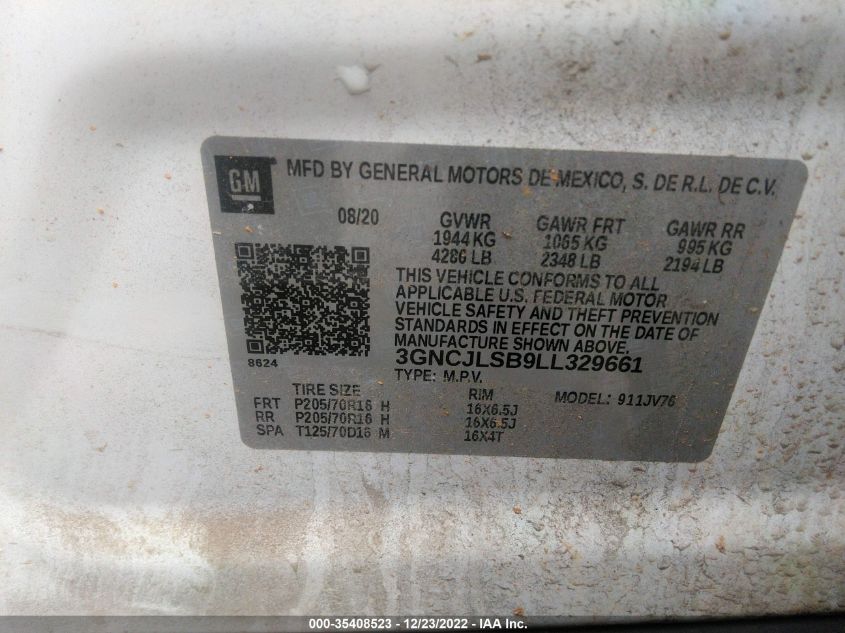 GM
MFD BY GENERAL MOTORS DE MEXICO, S. DE R.L. DE C.V.
08/20 GVWR GAWR FRT GAWR RR
1944 KG 1065 KG 995 KG
4286 LB 2348 LB 2194 LB
THIS VEHICLE CONFORMS TO ALL
APPLICABLE U.S. FEDERAL MOTOR
VEHICLE SAFETY AND THEFT PREVENTION
STANDARDS IN EFFECT ON THE DATE OF
MANUFACTURE SHOWN ABOVE.
8624 3GNCJLSB9LL329661
TYPE: M.P.V.
TIRE SIZE RIM MODEL: 911JV76
FRT P205/70R16 H 16X6.5J
RR P205/70R16 H 16X6.5J
SPA T125/70D16 M 16X4T
000-35408523 - 12/23/2022 - IAA Inc.